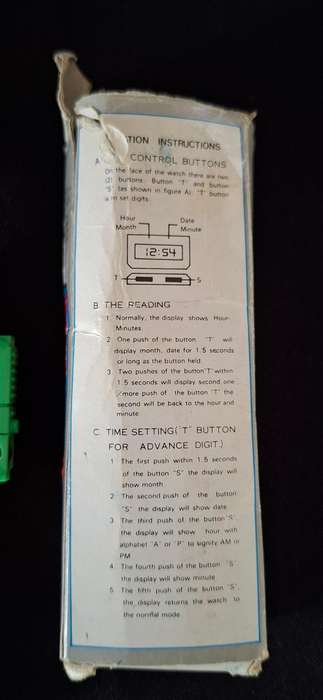 TION INSTRUCTIONS
A CONTROL BUTTONS
On the face of the watch there are two
(2) buttons. Button "T" and button
"S" (as shown in figure A). "T" button
set digits.
Hour Date
Month Minute
12:54
T S
B THE READING
1 Normally, the display shows Hour-
Minutes
2 One push of the button "T" will
display month, date for 1.5 seconds
or long as the button held
3 Two pushes of the button "T" within
1.5 seconds will display second, one
more push of the button "T" the
second will be back to the hour and
minute
C TIME SETTING ("T" BUTTON
FOR ADVANCE DIGIT.)
1 The first push within 1.5 seconds
of the button "S" the display will
show month
2 The second push of the button
"S" the display will show date
3 The third push of the button "S",
the display will show hour with
alphabet "A" or "P" to signify AM or
PM
4. The fourth push of the button "S"
the display will show minute
5. The fifth push of the button "S",
the display returns the watch to
the normal mode